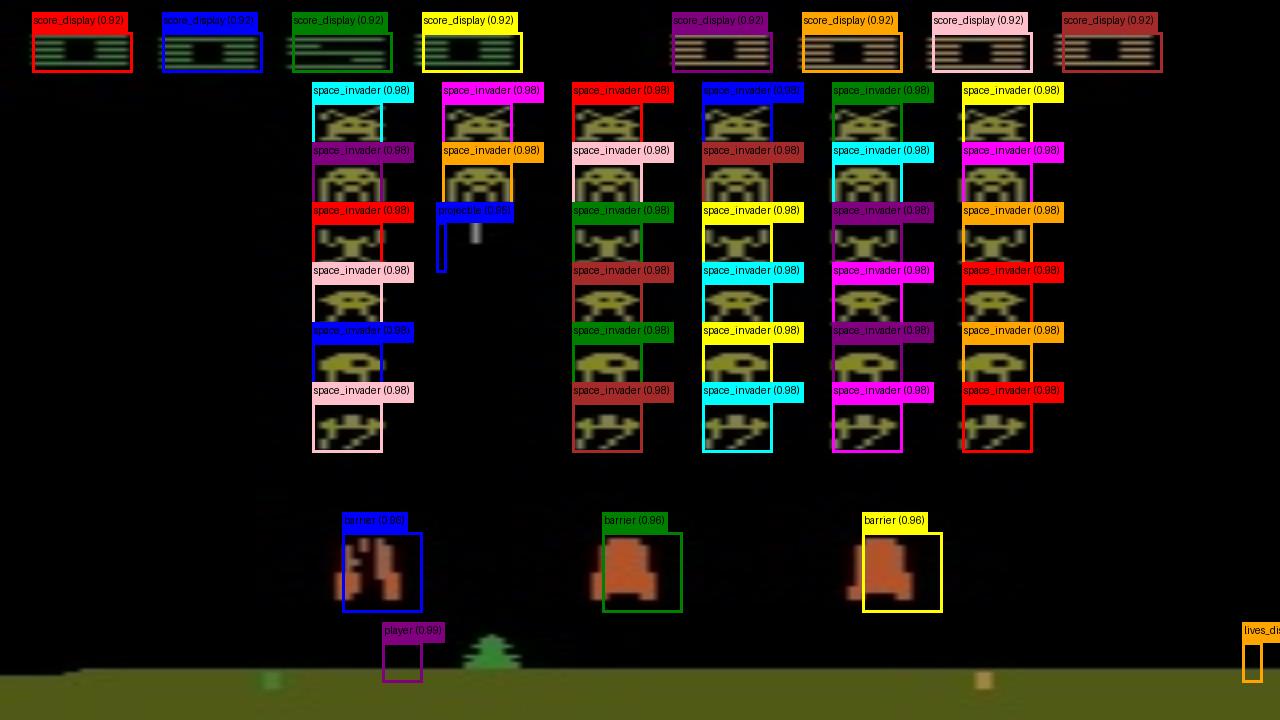 score_display (0.92) score_display (0.92) score_display (0.92) score_display (0.92) score_display (0.92) score_display (0.92) score_display (0.92) score_display (0.92)
space_invader (0.98) space_invader (0.98) space_invader (0.98) space_invader (0.98) space_invader (0.98) space_invader (0.98)
space_invader (0.98) space_invader (0.98) space_invader (0.98) space_invader (0.98) space_invader (0.98) space_invader (0.98)
space_invader (0.98) projectile space_invader (0.98) space_invader (0.98) space_invader (0.98) space_invader (0.98)
space_invader (0.98) space_invader (0.98) space_invader (0.98) space_invader (0.98) space_invader (0.98)
space_invader (0.98) space_invader (0.98) space_invader (0.98) space_invader (0.98) space_invader (0.98)
space_invader (0.98) space_invader (0.98) space_invader (0.98) space_invader (0.98) space_invader (0.98)
barrier (0.96) barrier (0.96) barrier (0.96)
player (0.99) lives_dis